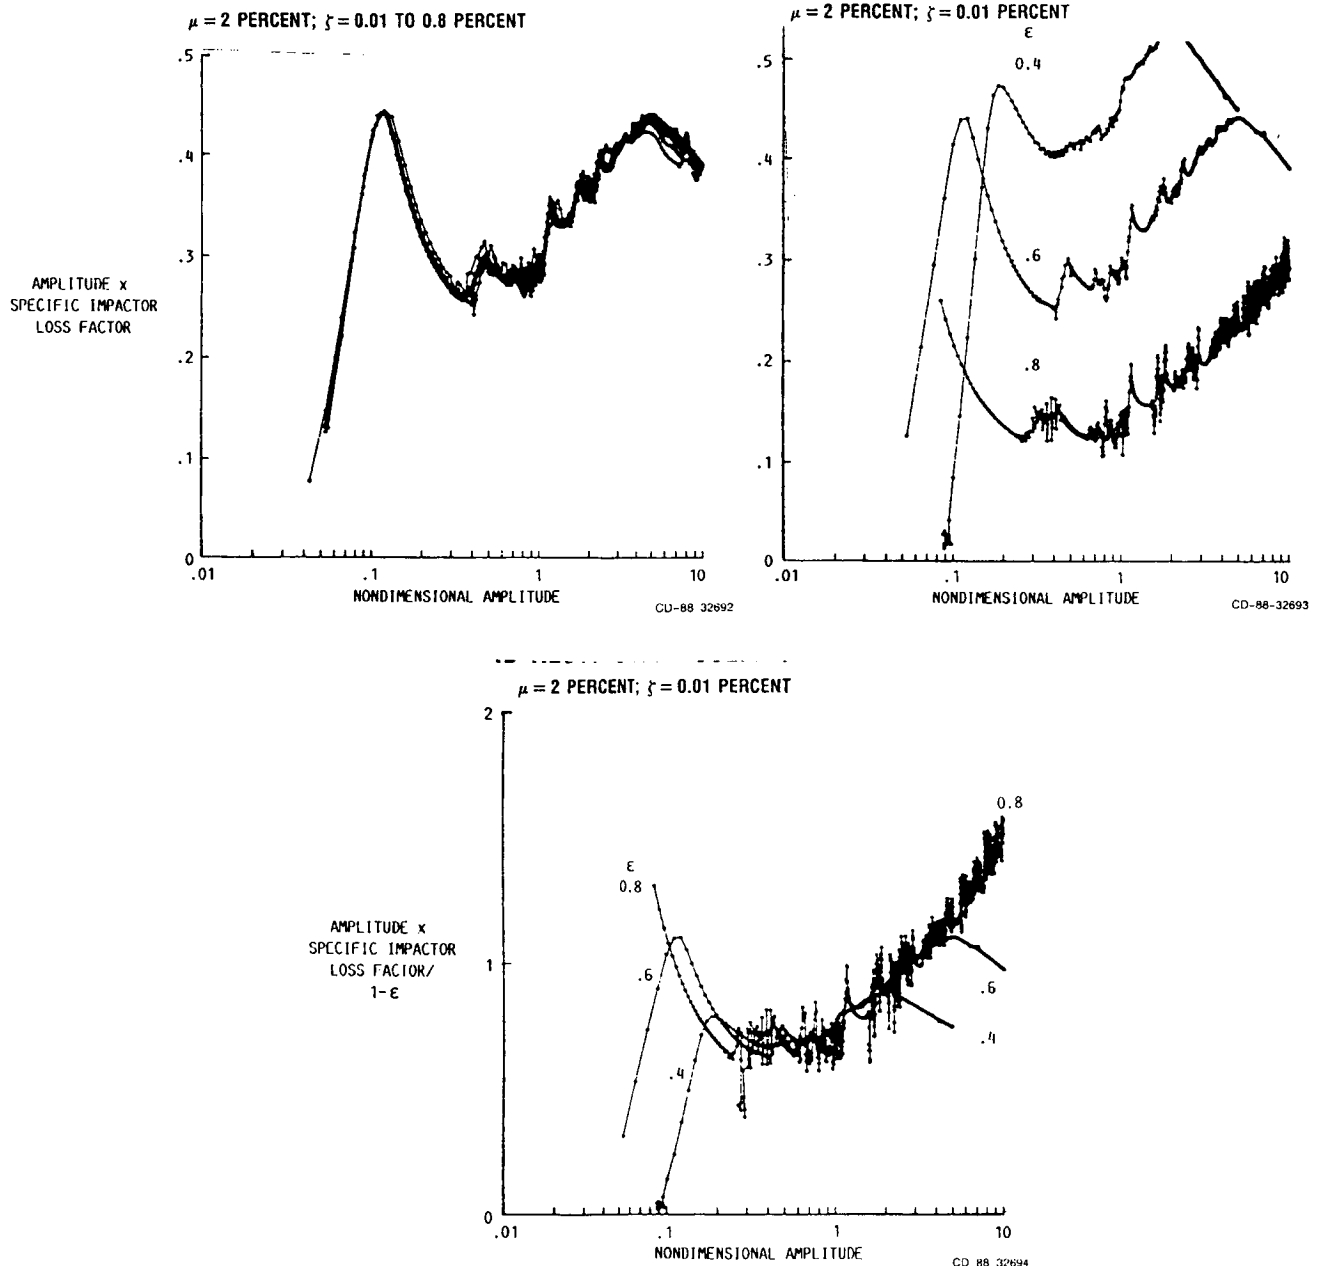 μ = 2 PERCENT; ζ = 0.01 TO 0.8 PERCENT
.5
.4
.3
.2
.1
0
AMPLITUDE x
SPECIFIC IMPACTOR
LOSS FACTOR
.01
.1
1
10
NONDIMENSIONAL AMPLITUDE
CD-88 32692
μ = 2 PERCENT; ζ = 0.01 PERCENT
ε
0.4
.6
.8
.5
.4
.3
.2
.1
0
.01
.1
1
10
NONDIMENSIONAL AMPLITUDE
CD-88-32693
μ = 2 PERCENT; ζ = 0.01 PERCENT
2
1
0
AMPLITUDE x
SPECIFIC IMPACTOR
LOSS FACTOR/
1-ε
ε
0.8
.6
.4
0.8
.6
.4
.01
.1
1
10
NONDIMENSIONAL AMPLITUDE
CD 88 32694